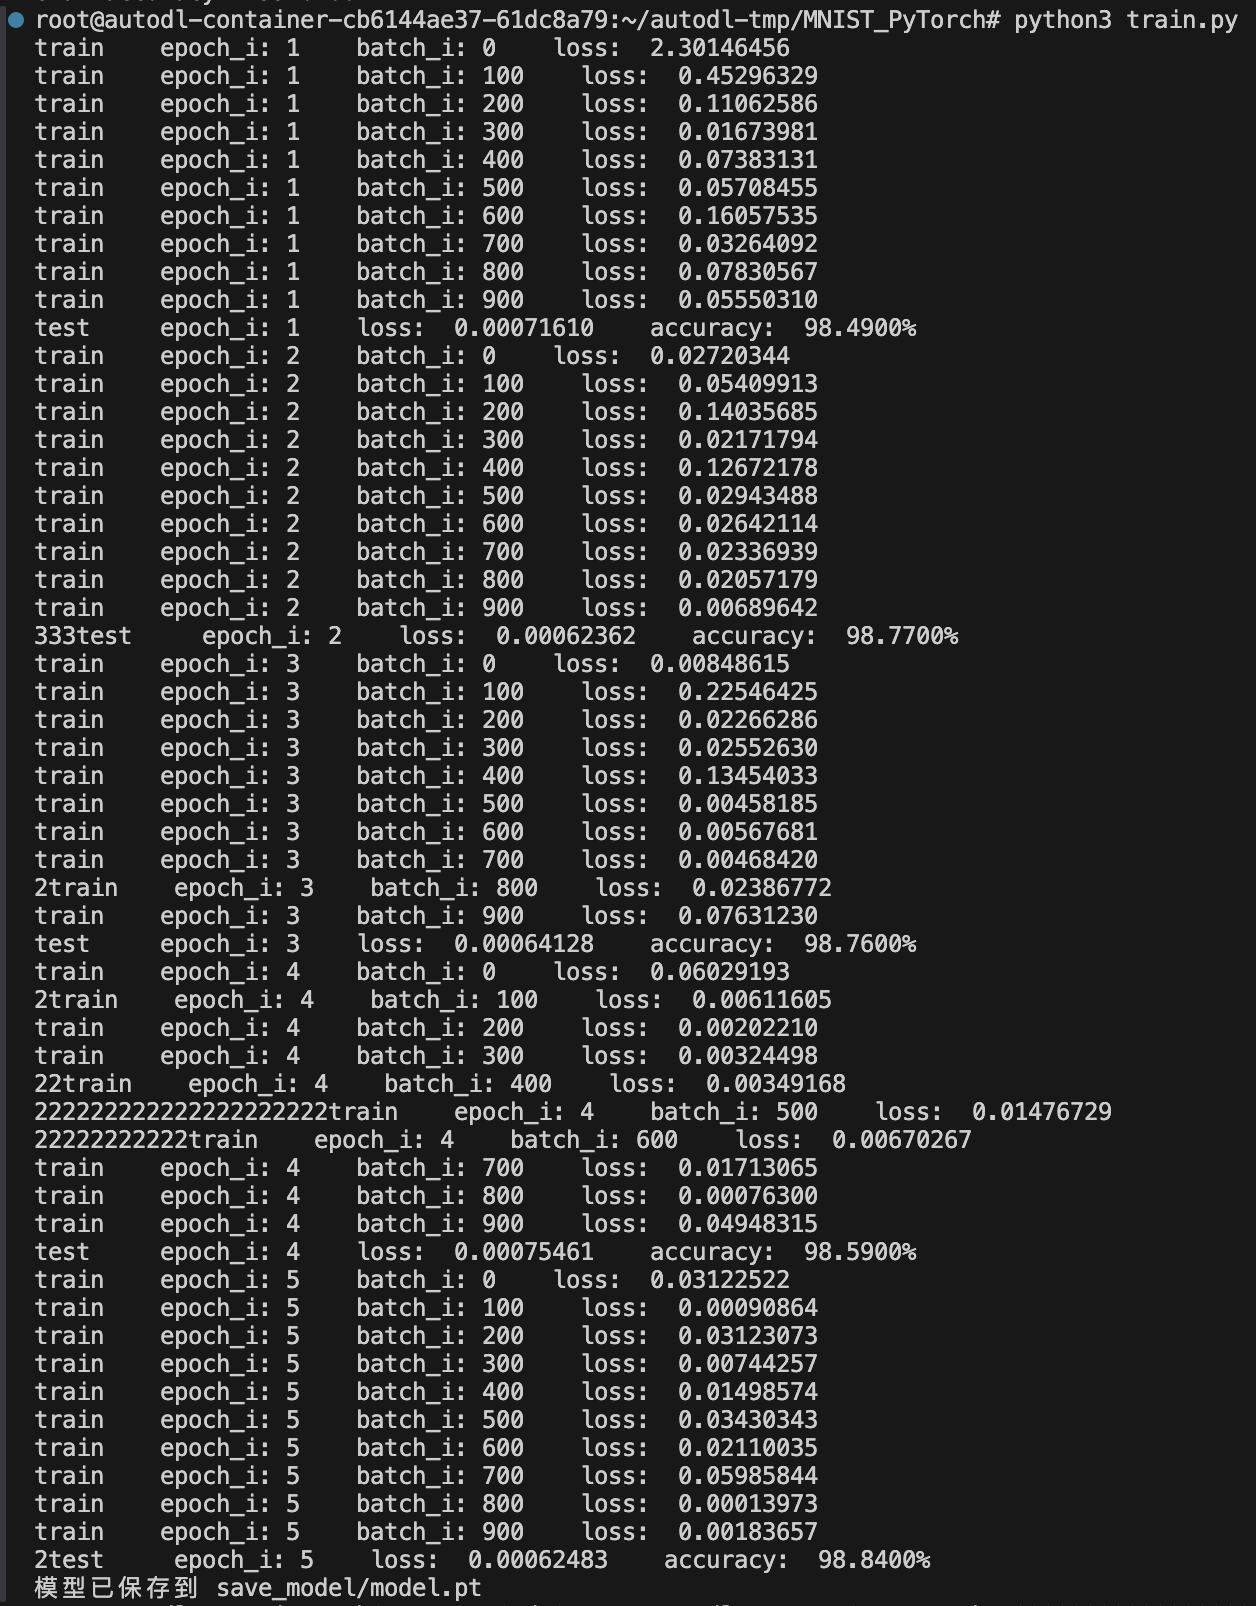 root@autodl-container-cb6144ae37-61dc8a79:~/autodl-tmp/MNIST_PyTorch# python3 train.py
train    epoch_i: 1    batch_i: 0    loss:  2.30146456
train    epoch_i: 1    batch_i: 100    loss:  0.45296329
train    epoch_i: 1    batch_i: 200    loss:  0.11062586
train    epoch_i: 1    batch_i: 300    loss:  0.01673981
train    epoch_i: 1    batch_i: 400    loss:  0.07383131
train    epoch_i: 1    batch_i: 500    loss:  0.05708455
train    epoch_i: 1    batch_i: 600    loss:  0.16057535
train    epoch_i: 1    batch_i: 700    loss:  0.03264092
train    epoch_i: 1    batch_i: 800    loss:  0.07830567
train    epoch_i: 1    batch_i: 900    loss:  0.05550310
test     epoch_i: 1    loss:  0.00071610    accuracy:  98.4900%
train    epoch_i: 2    batch_i: 0    loss:  0.02720344
train    epoch_i: 2    batch_i: 100    loss:  0.05409913
train    epoch_i: 2    batch_i: 200    loss:  0.14035685
train    epoch_i: 2    batch_i: 300    loss:  0.02171794
train    epoch_i: 2    batch_i: 400    loss:  0.12672178
train    epoch_i: 2    batch_i: 500    loss:  0.02943488
train    epoch_i: 2    batch_i: 600    loss:  0.02642114
train    epoch_i: 2    batch_i: 700    loss:  0.02336939
train    epoch_i: 2    batch_i: 800    loss:  0.02057179
train    epoch_i: 2    batch_i: 900    loss:  0.00689642
333test     epoch_i: 2    loss:  0.00062362    accuracy:  98.7700%
train    epoch_i: 3    batch_i: 0    loss:  0.00848615
train    epoch_i: 3    batch_i: 100    loss:  0.22546425
train    epoch_i: 3    batch_i: 200    loss:  0.02266286
train    epoch_i: 3    batch_i: 300    loss:  0.02552630
train    epoch_i: 3    batch_i: 400    loss:  0.13454033
train    epoch_i: 3    batch_i: 500    loss:  0.00458185
train    epoch_i: 3    batch_i: 600    loss:  0.00567681
train    epoch_i: 3    batch_i: 700    loss:  0.00468420
2train    epoch_i: 3    batch_i: 800    loss:  0.02386772
train    epoch_i: 3    batch_i: 900    loss:  0.07631230
test     epoch_i: 3    loss:  0.00064128    accuracy:  98.7600%
train    epoch_i: 4    batch_i: 0    loss:  0.06029193
2train    epoch_i: 4    batch_i: 100    loss:  0.00611605
train    epoch_i: 4    batch_i: 200    loss:  0.00202210
train    epoch_i: 4    batch_i: 300    loss:  0.00324498
22train    epoch_i: 4    batch_i: 400    loss:  0.00349168
222222222222222222222train    epoch_i: 4    batch_i: 500    loss:  0.01476729
22222222222train    epoch_i: 4    batch_i: 600    loss:  0.00670267
train    epoch_i: 4    batch_i: 700    loss:  0.01713065
train    epoch_i: 4    batch_i: 800    loss:  0.00076300
train    epoch_i: 4    batch_i: 900    loss:  0.04948315
test     epoch_i: 4    loss:  0.00075461    accuracy:  98.5900%
train    epoch_i: 5    batch_i: 0    loss:  0.03122522
train    epoch_i: 5    batch_i: 100    loss:  0.00090864
train    epoch_i: 5    batch_i: 200    loss:  0.03123073
train    epoch_i: 5    batch_i: 300    loss:  0.00744257
train    epoch_i: 5    batch_i: 400    loss:  0.01498574
train    epoch_i: 5    batch_i: 500    loss:  0.03430343
train    epoch_i: 5    batch_i: 600    loss:  0.02110035
train    epoch_i: 5    batch_i: 700    loss:  0.05985844
train    epoch_i: 5    batch_i: 800    loss:  0.00013973
train    epoch_i: 5    batch_i: 900    loss:  0.00183657
2test     epoch_i: 5    loss:  0.00062483    accuracy:  98.8400%
模型已保存到 save_model/model.pt